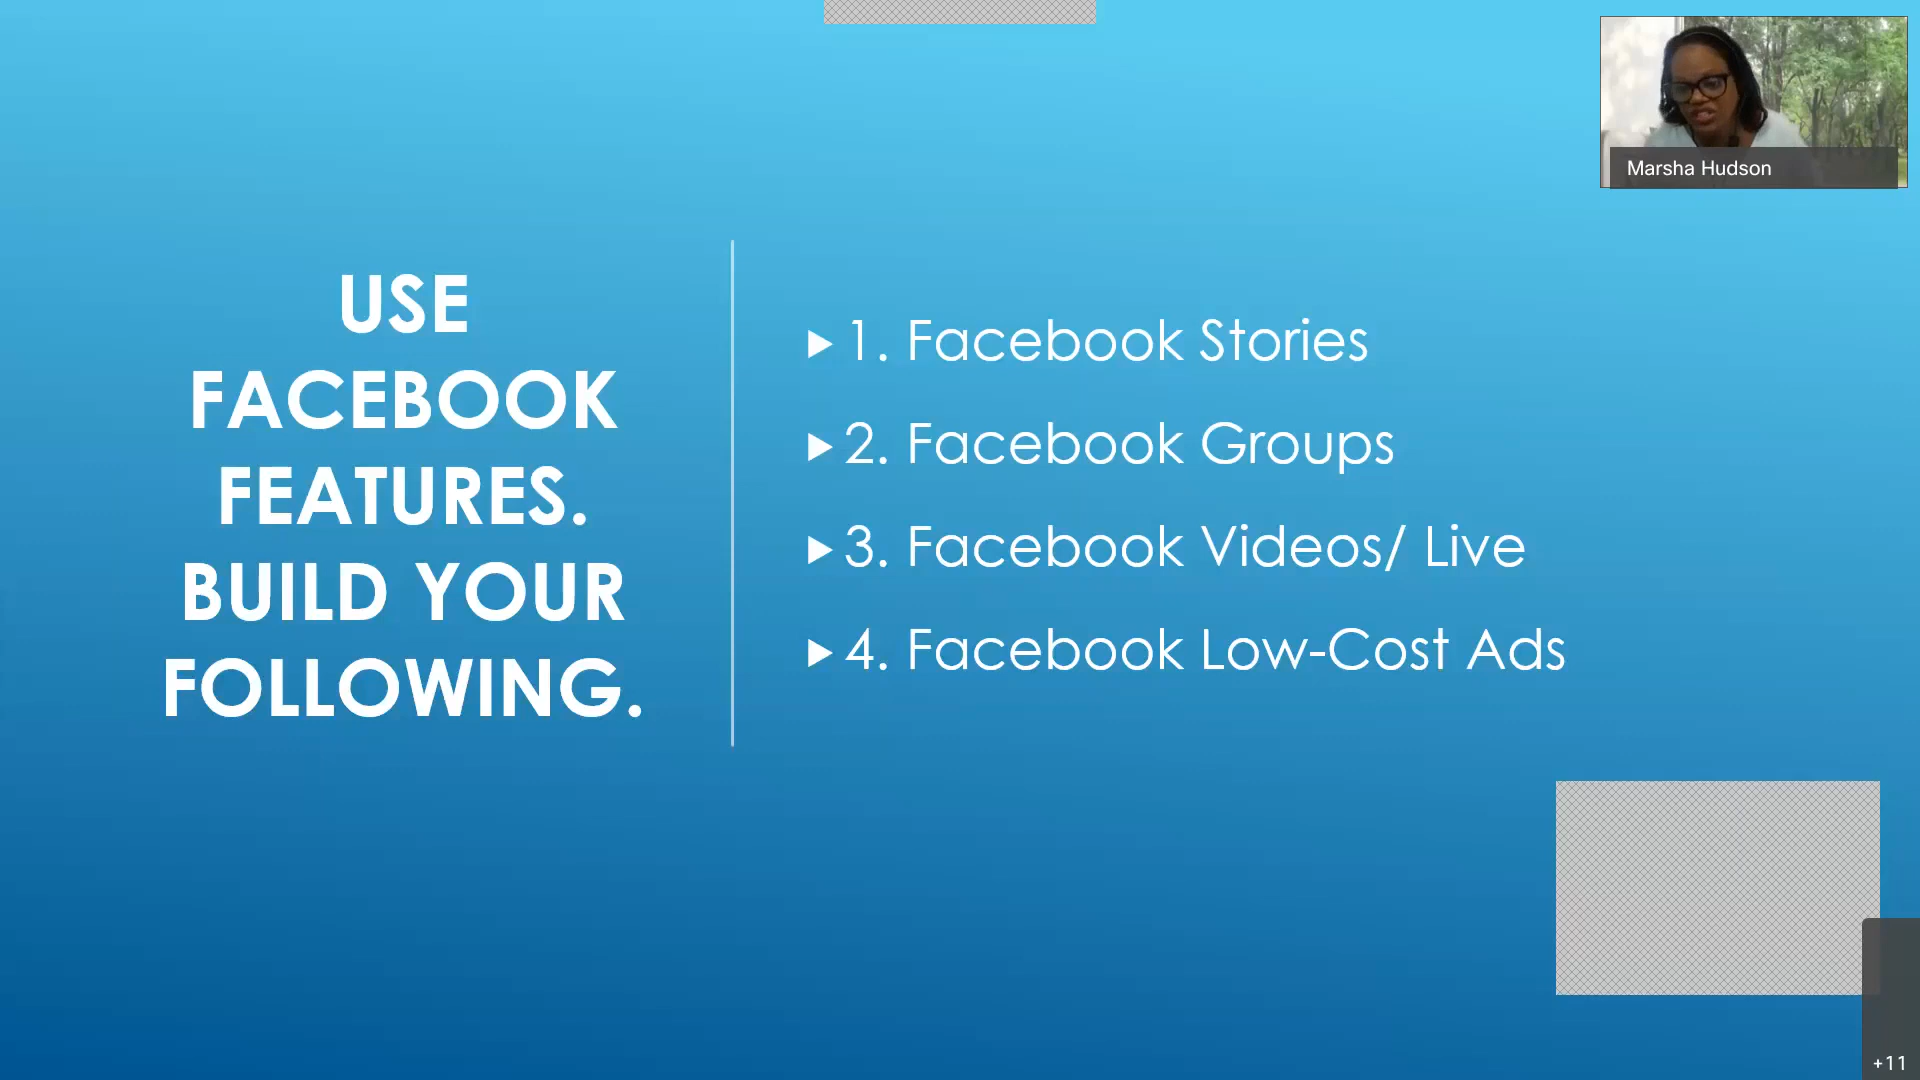 Marsha Hudson
USE
FACEBOOK
FEATURES.
BUILD YOUR
FOLLOWING.
1. Facebook Stories
2. Facebook Groups
3. Facebook Videos/ Live
4. Facebook Low-Cost Ads
+11